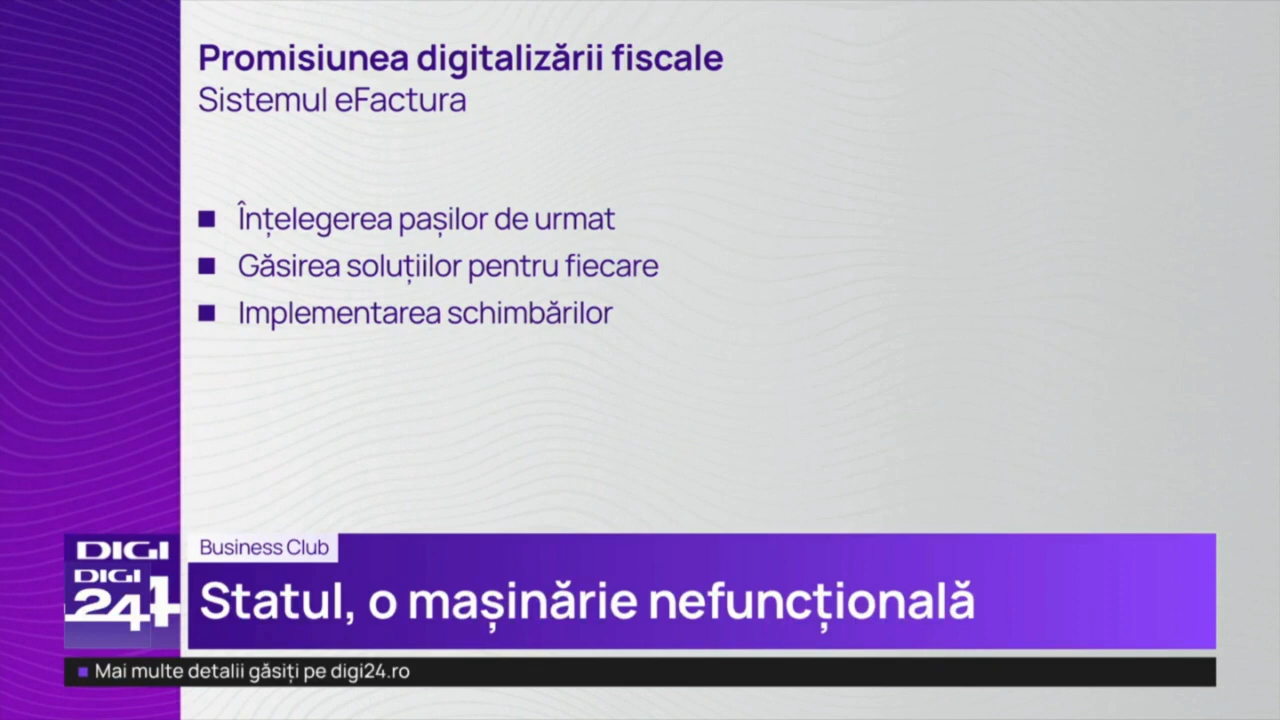 Promisiunea digitalizării fiscale
Sistemul eFactura
Înțelegerea pașilor de urmat
Găsirea soluțiilor pentru fiecare
Implementarea schimbărilor
DIGI
DIGI
24
Business Club
Statul, o mașinărie nefuncțională
Mai multe detalii găsiți pe digi24.ro